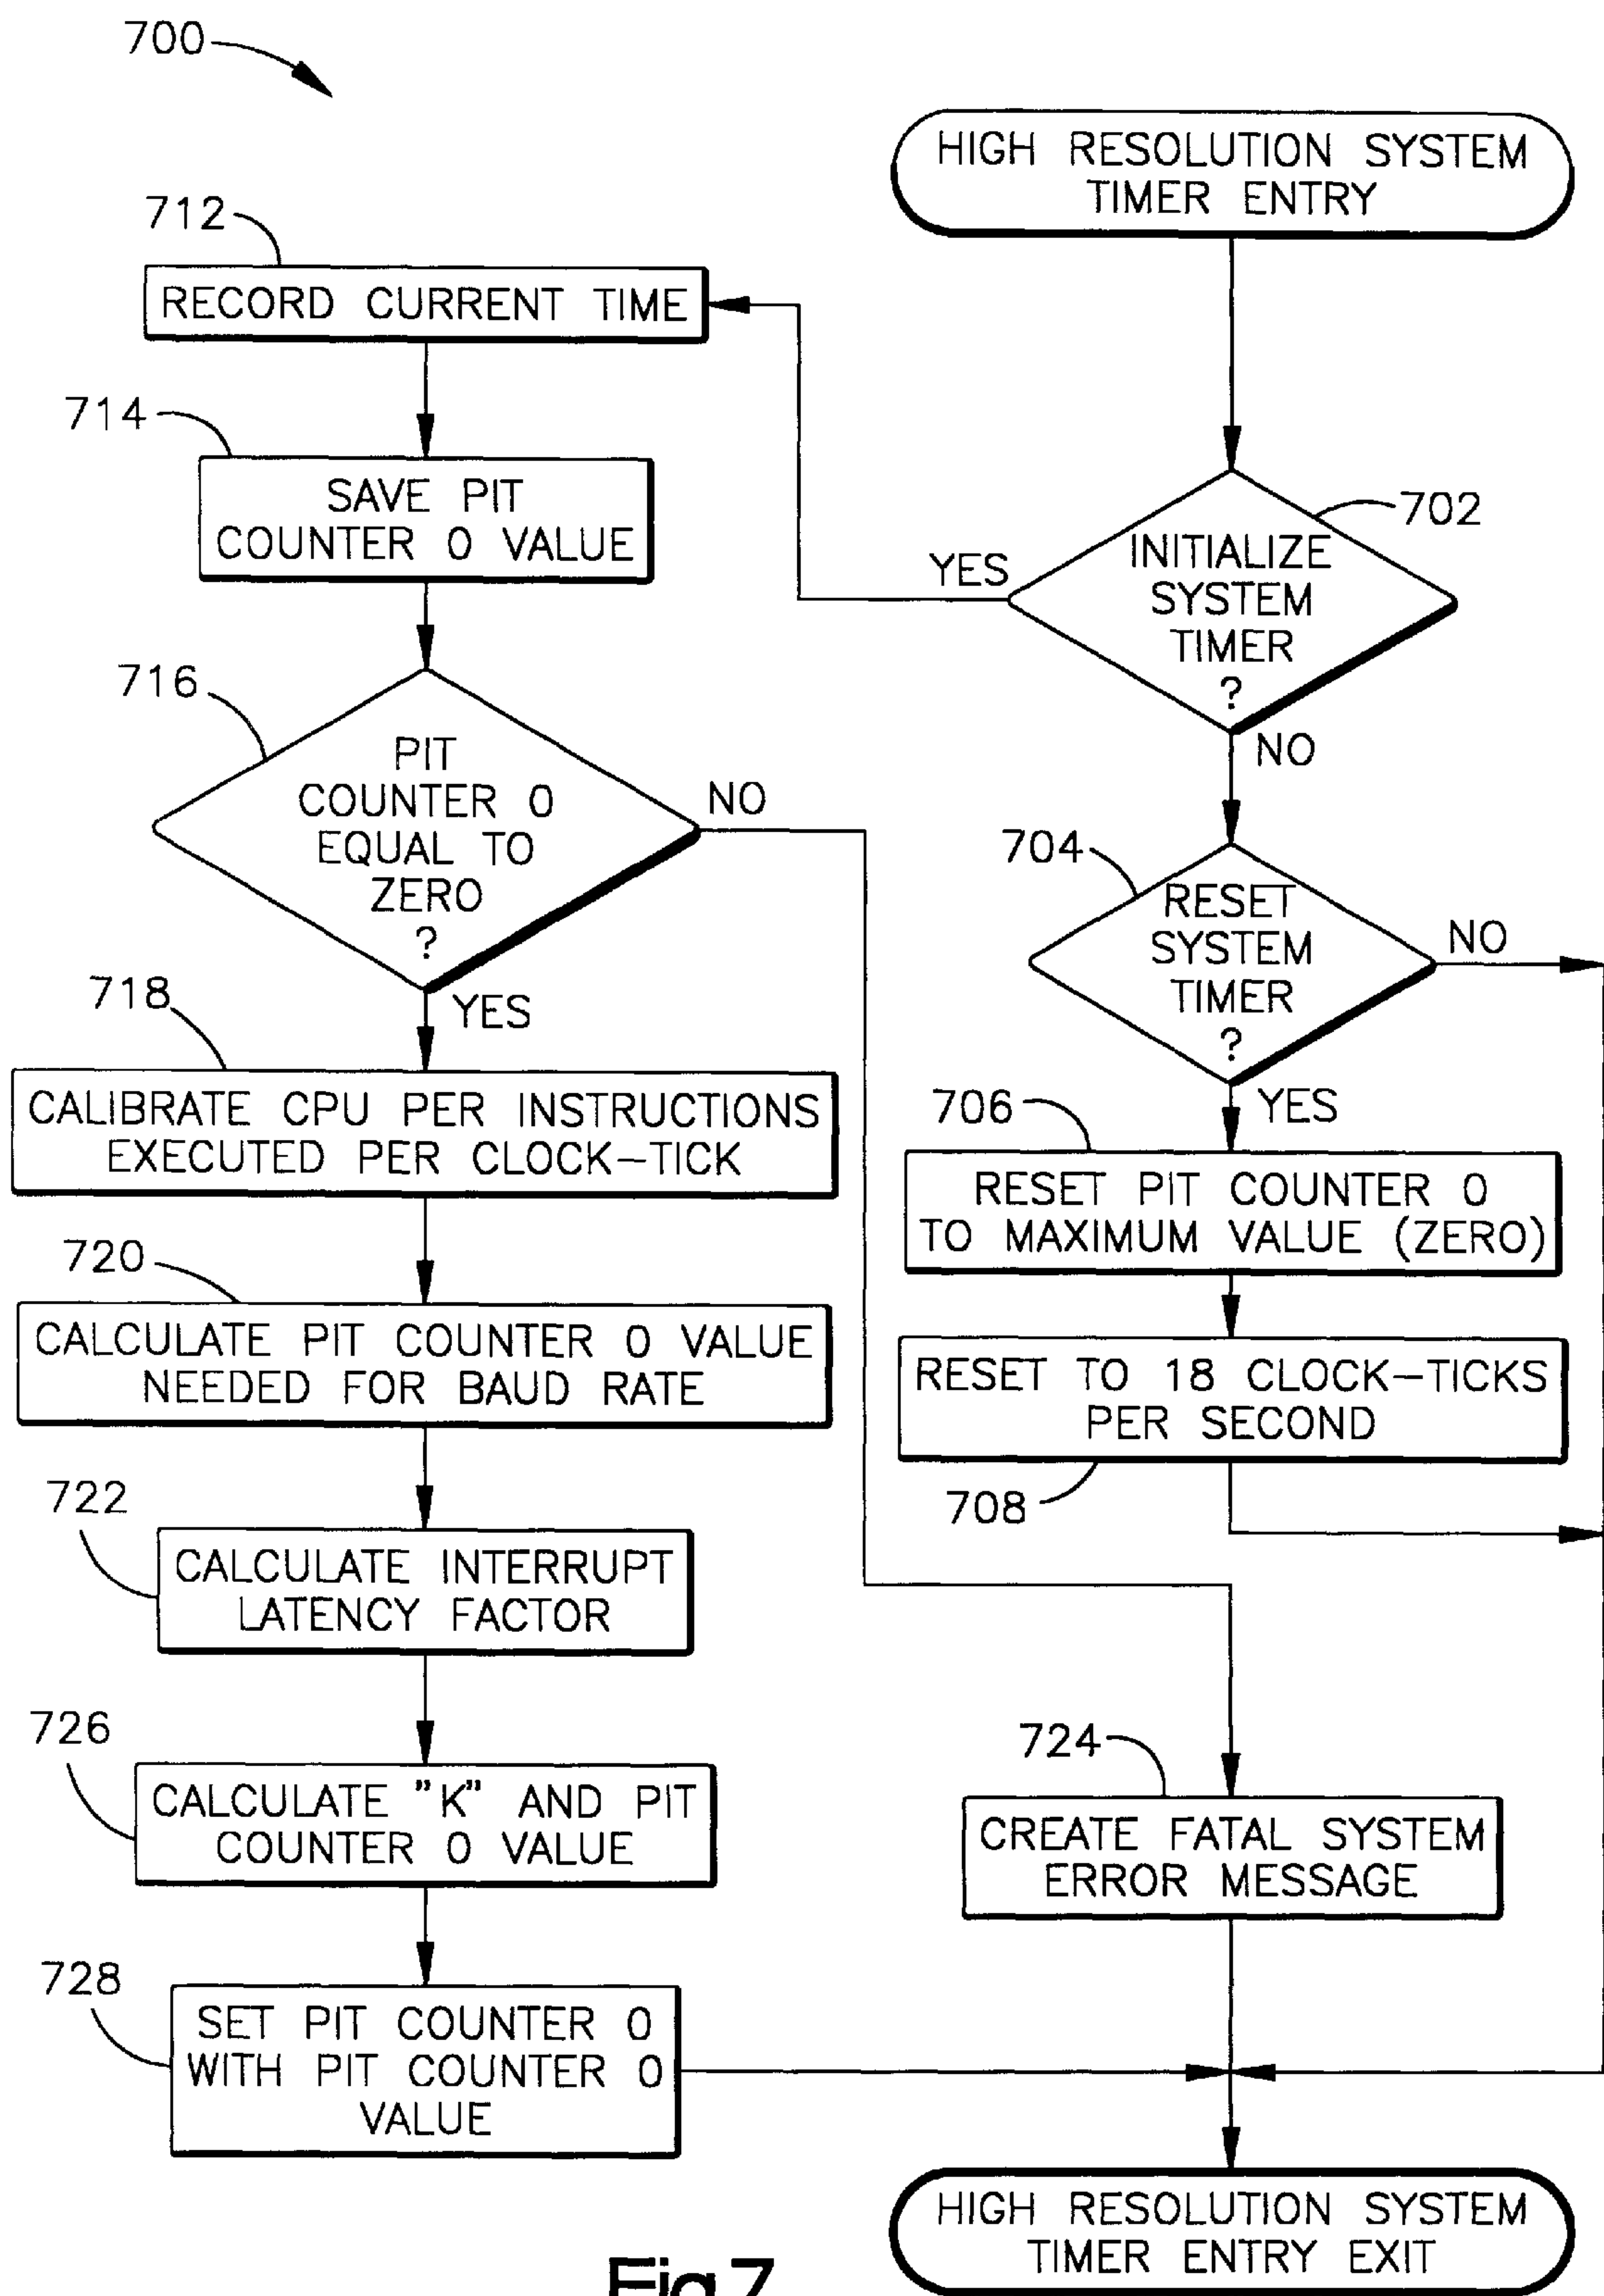 700
HIGH RESOLUTION SYSTEM
TIMER ENTRY
712
RECORD CURRENT TIME
714
SAVE PIT
COUNTER 0 VALUE
702
INITIALIZE
SYSTEM
TIMER
?
YES
NO
716
PIT
COUNTER 0
EQUAL TO
ZERO
?
NO
YES
704
RESET
SYSTEM
TIMER
?
NO
YES
718
CALIBRATE CPU PER INSTRUCTIONS
EXECUTED PER CLOCK-TICK
706
RESET PIT COUNTER 0
TO MAXIMUM VALUE (ZERO)
720
CALCULATE PIT COUNTER 0 VALUE
NEEDED FOR BAUD RATE
RESET TO 18 CLOCK-TICKS
PER SECOND
708
722
CALCULATE INTERRUPT
LATENCY FACTOR
726
CALCULATE "K" AND PIT
COUNTER 0 VALUE
724
CREATE FATAL SYSTEM
ERROR MESSAGE
728
SET PIT COUNTER 0
WITH PIT COUNTER 0
VALUE
HIGH RESOLUTION SYSTEM
TIMER ENTRY EXIT
Fig.7